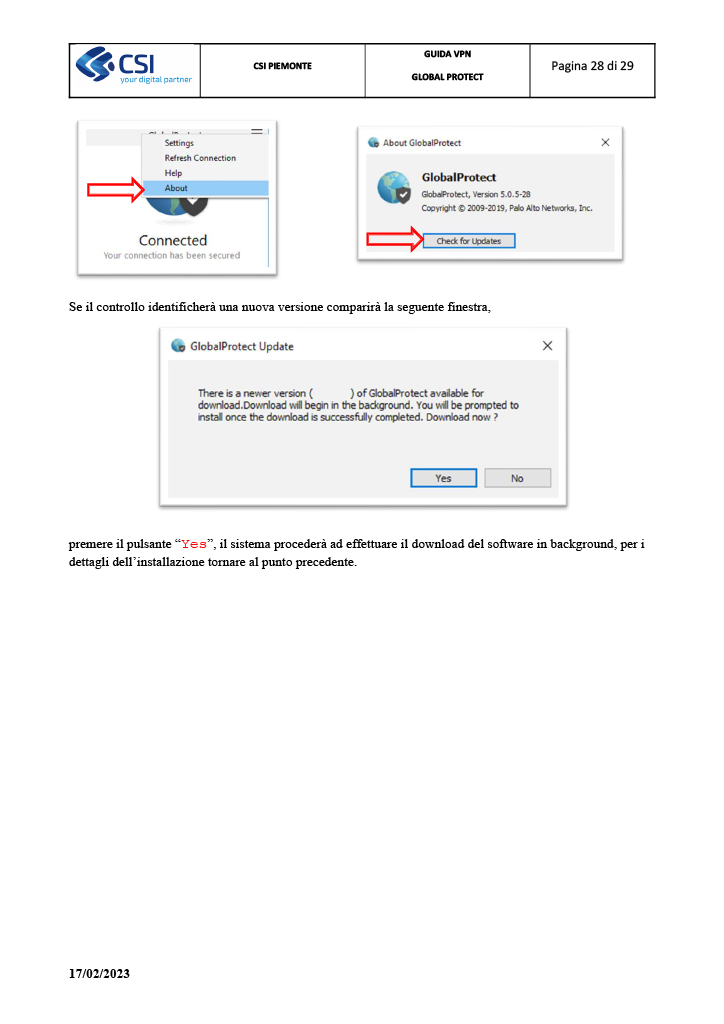 CSI
your digital partner
CSI PIEMONTE
GUIDA VPN
GLOBAL PROTECT
Pagina 28 di 29
Settings
Refresh Connection
Help
About
Connected
Your connection has been secured
About GlobalProtect
GlobalProtect
GlobalProtect, Version 5.0.5-28
Copyright © 2009-2019, Palo Alto Networks, Inc.
Check for Updates
Se il controllo identificherà una nuova versione comparirà la seguente finestra,
GlobalProtect Update
There is a newer version ( ) of GlobalProtect available for
download.Download will begin in the background. You will be prompted to
install once the download is successfully completed. Download now ?
Yes
No
premere il pulsante “Yes”, il sistema procederà ad effettuare il download del software in background, per i
dettagli dell’installazione tornare al punto precedente.
17/02/2023